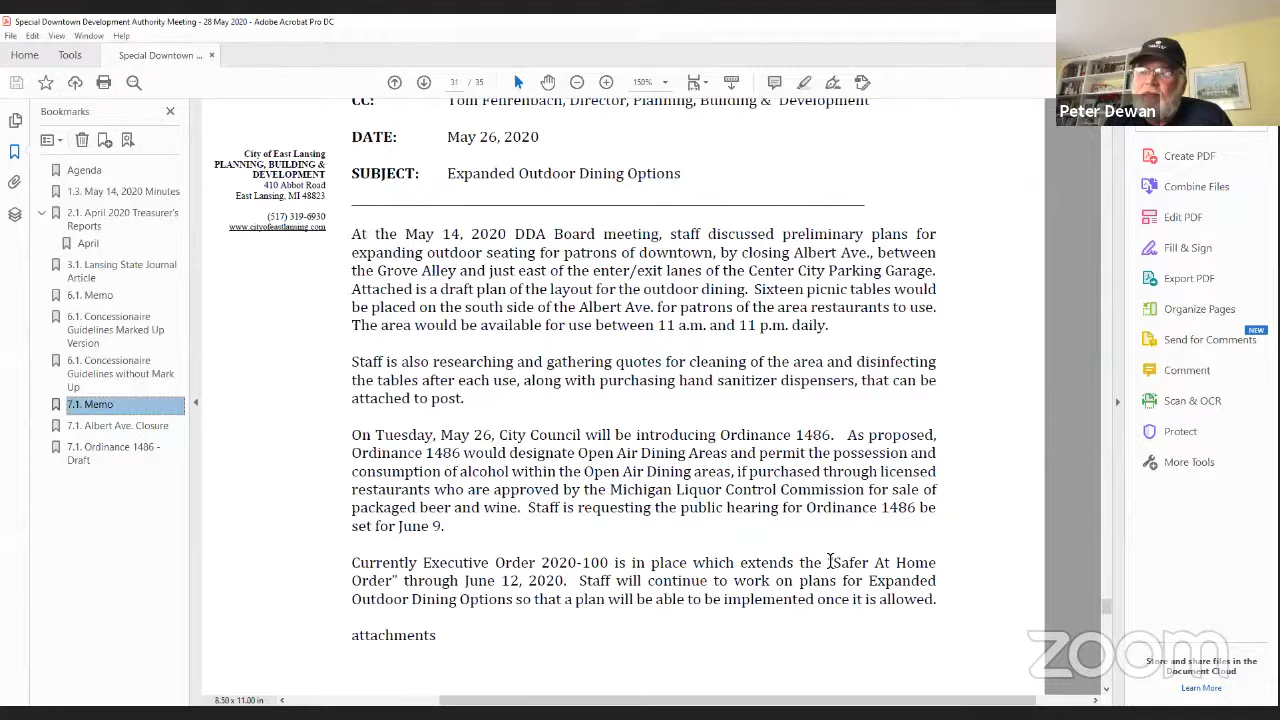 Special Downtown Development Authority Meeting - 28 May 2020 - Adobe Acrobat Pro DC
File Edit View Window Help
Home Tools Special Downtown ... ×
31 / 35 150%
Bookmarks
Agenda
1.3. May 14, 2020 Minutes
2.1. April 2020 Treasurer's
Reports
April
3.1. Lansing State Journal
Article
6.1. Memo
6.1. Concessionaire
Guidelines Marked Up
Version
6.1. Concessionaire
Guidelines without Mark
Up
7.1. Memo
7.1. Albert Ave. Closure
7.1. Ordinance 1486 -
Draft
City of East Lansing
PLANNING, BUILDING &
DEVELOPMENT
410 Abbot Road
East Lansing, MI 48823
(517) 319-6930
www.cityofeastlansing.com
CC: Tom Fehrenbach, Director, Planning, Building & Development
DATE: May 26, 2020
SUBJECT: Expanded Outdoor Dining Options
At the May 14, 2020 DDA Board meeting, staff discussed preliminary plans for
expanding outdoor seating for patrons of downtown, by closing Albert Ave., between
the Grove Alley and just east of the enter/exit lanes of the Center City Parking Garage.
Attached is a draft plan of the layout for the outdoor dining. Sixteen picnic tables would
be placed on the south side of the Albert Ave. for patrons of the area restaurants to use.
The area would be available for use between 11 a.m. and 11 p.m. daily.
Staff is also researching and gathering quotes for cleaning of the area and disinfecting
the tables after each use, along with purchasing hand sanitizer dispensers, that can be
attached to post.
On Tuesday, May 26, City Council will be introducing Ordinance 1486. As proposed,
Ordinance 1486 would designate Open Air Dining Areas and permit the possession and
consumption of alcohol within the Open Air Dining areas, if purchased through licensed
restaurants who are approved by the Michigan Liquor Control Commission for sale of
packaged beer and wine. Staff is requesting the public hearing for Ordinance 1486 be
set for June 9.
Currently Executive Order 2020-100 is in place which extends the "Safer At Home
Order" through June 12, 2020. Staff will continue to work on plans for Expanded
Outdoor Dining Options so that a plan will be able to be implemented once it is allowed.
attachments
8.50 x 11.00 in
Peter Dewan
Create PDF
Combine Files
Edit PDF
Fill & Sign
Export PDF
Organize Pages
NEW
Send for Comments
Comment
Scan & OCR
Protect
More Tools
Store and share files in the
Document Cloud
Learn More
zoom